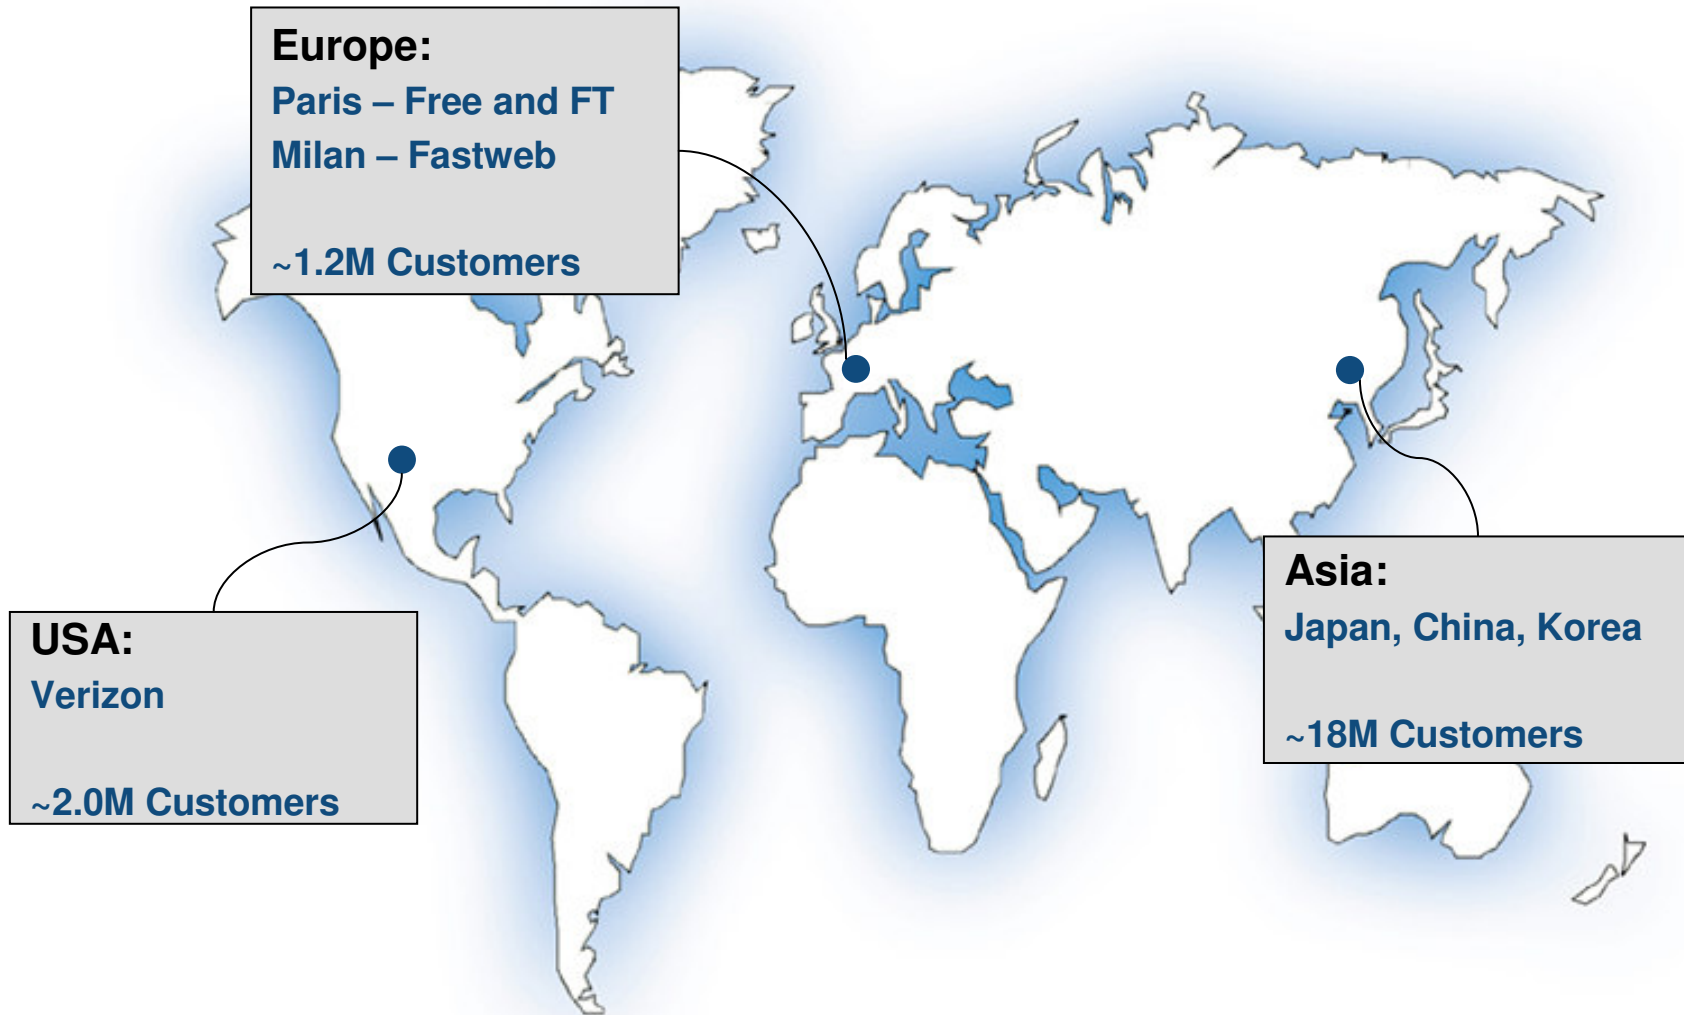 Europe:
Paris – Free and FT
Milan – Fastweb
~1.2M Customers
USA:
Verizon
~2.0M Customers
Asia:
Japan, China, Korea
~18M Customers